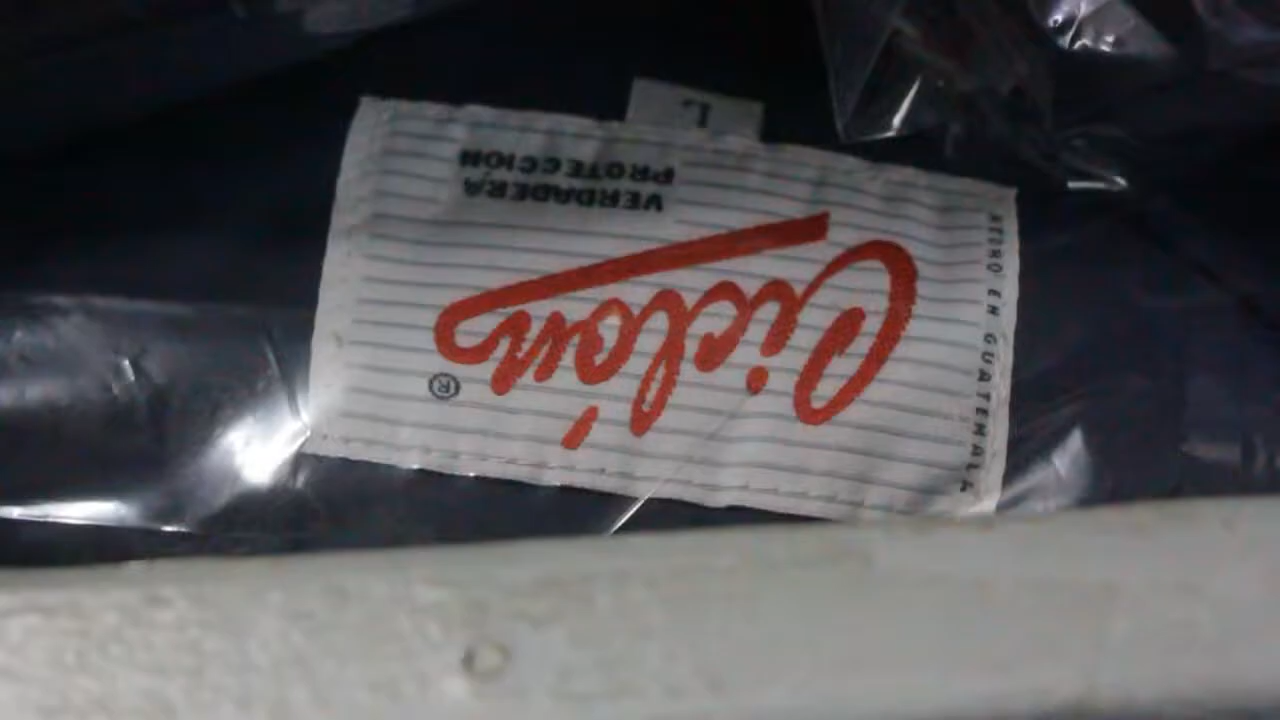 Ciclón
®
VERDADERA
PROTECCION
L
EN GUATEMALA